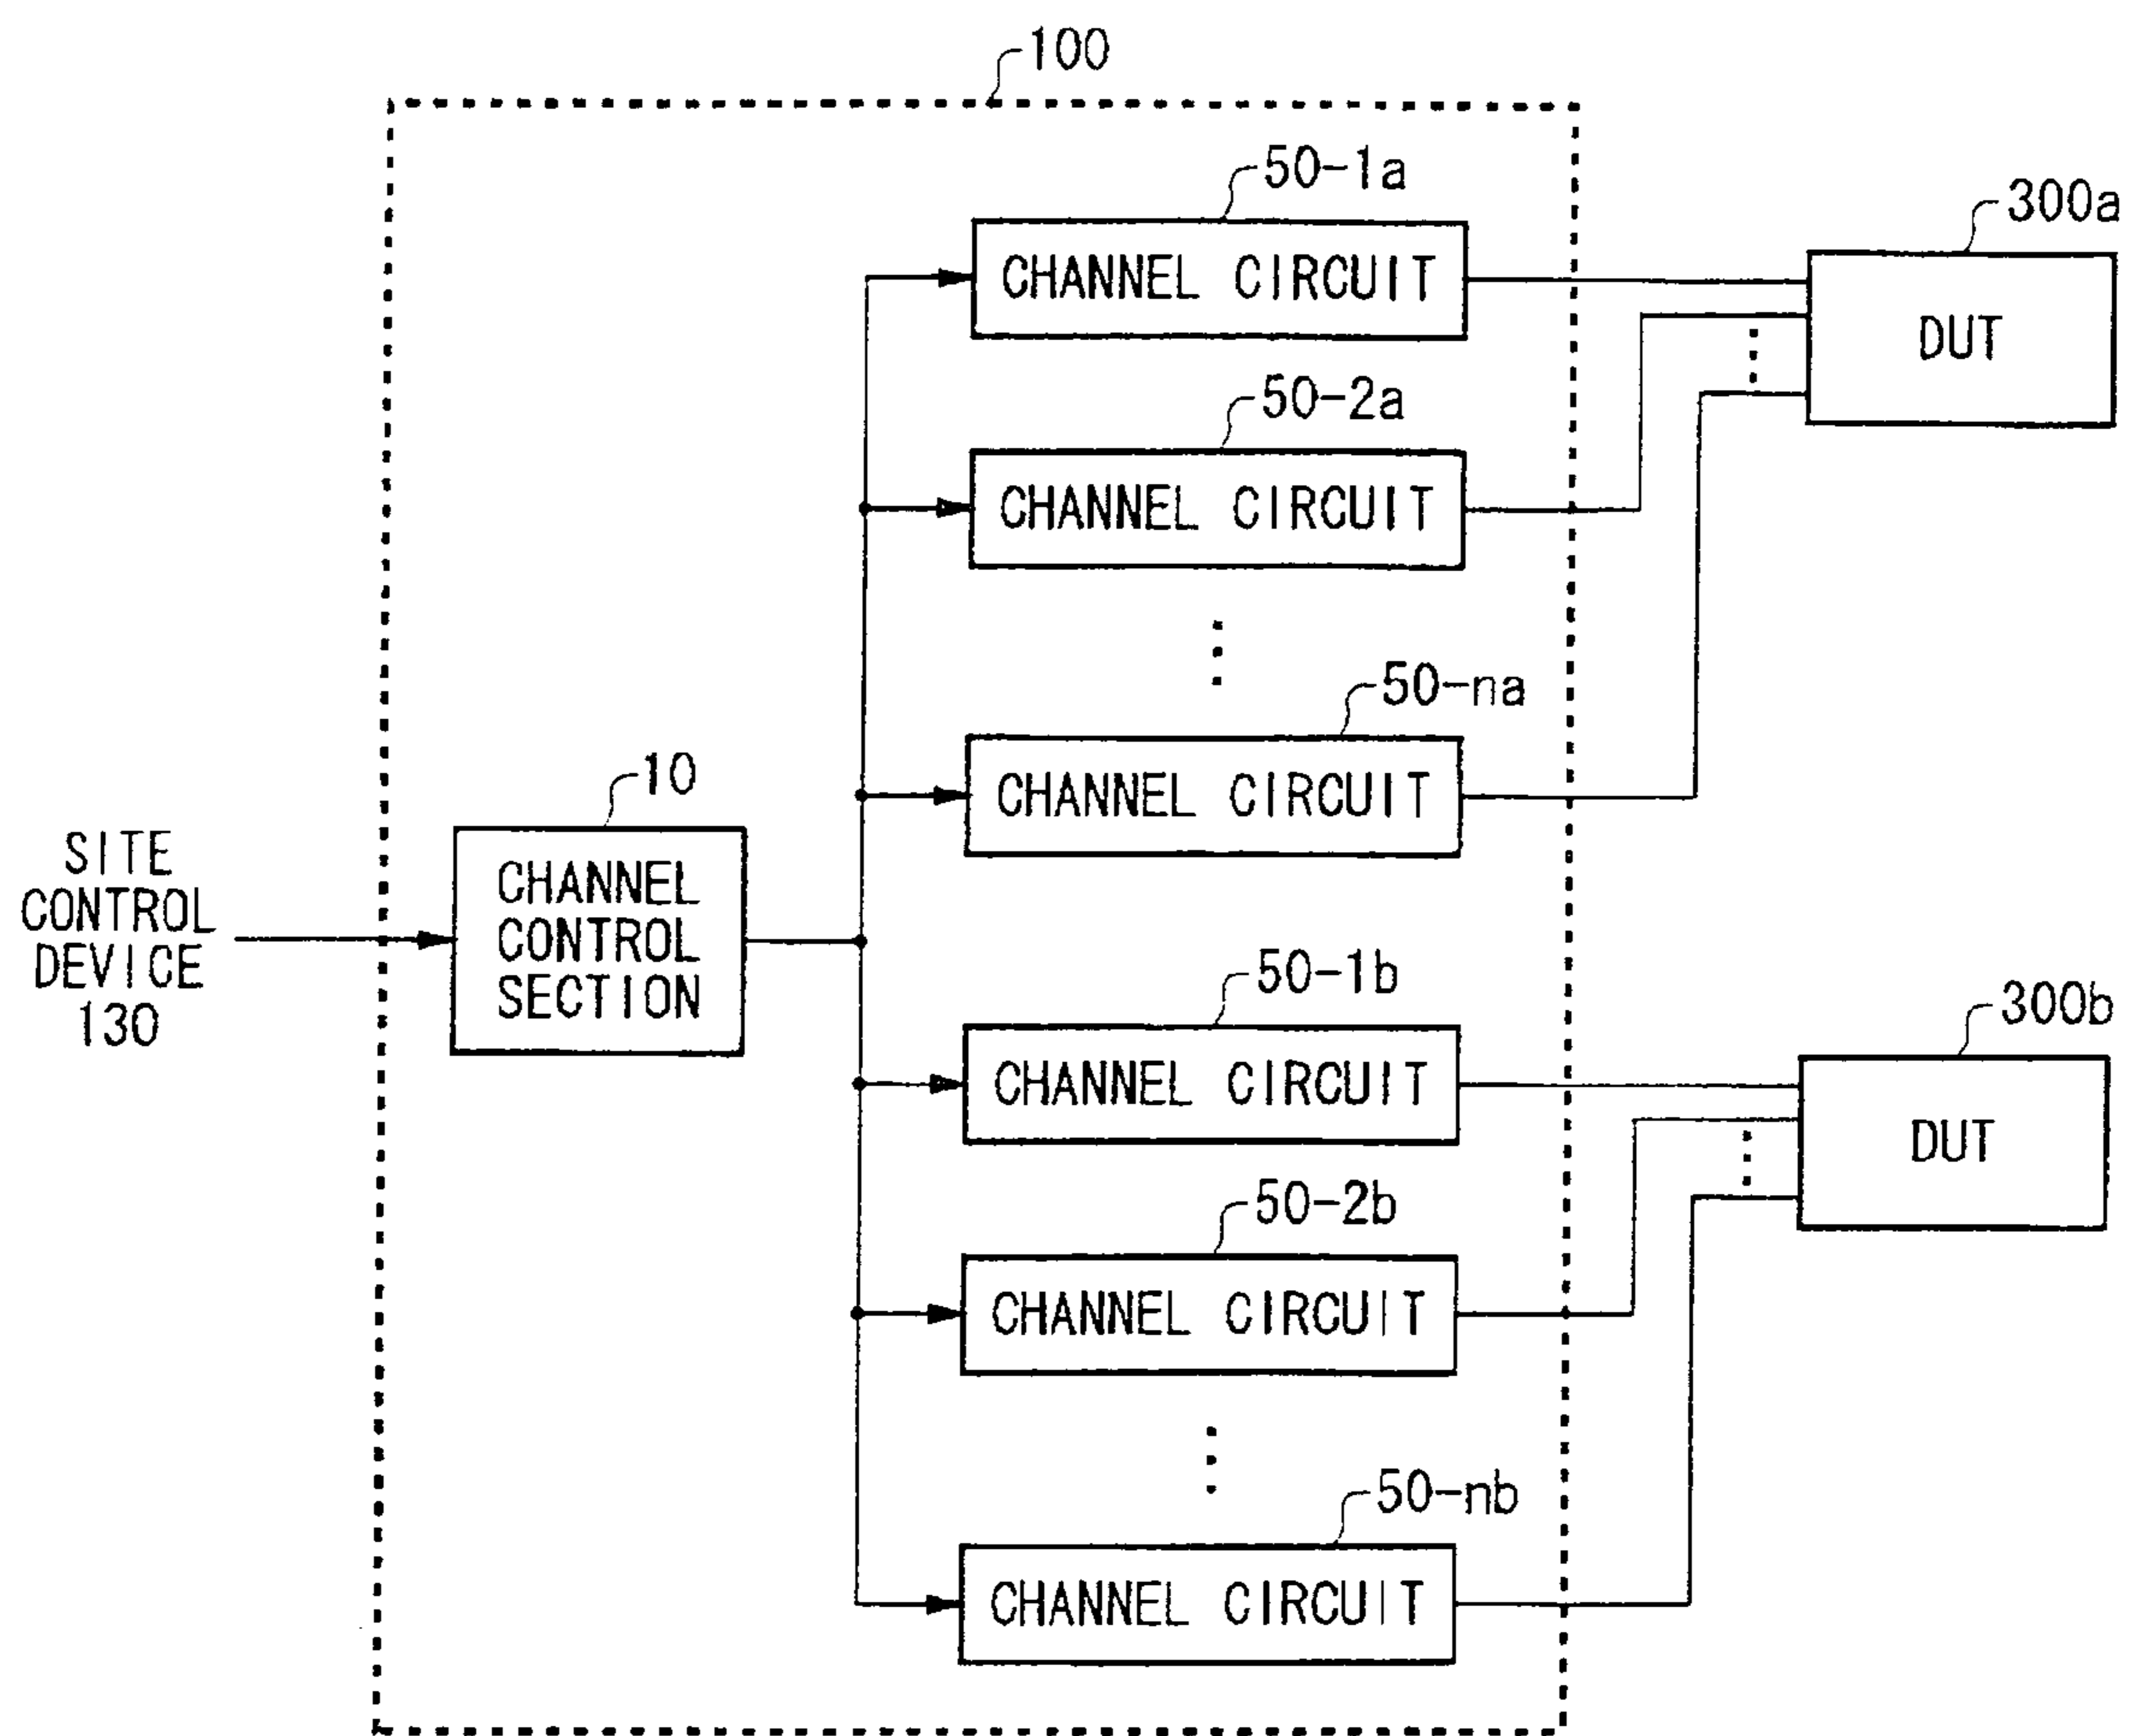 100
50-1a
CHANNEL CIRCUIT
300a
DUT
50-2a
CHANNEL CIRCUIT
50-na
CHANNEL CIRCUIT
10
CHANNEL
CONTROL
SECTION
SITE
CONTROL
DEVICE
130
50-1b
CHANNEL CIRCUIT
300b
DUT
50-2b
CHANNEL CIRCUIT
50-nb
CHANNEL CIRCUIT